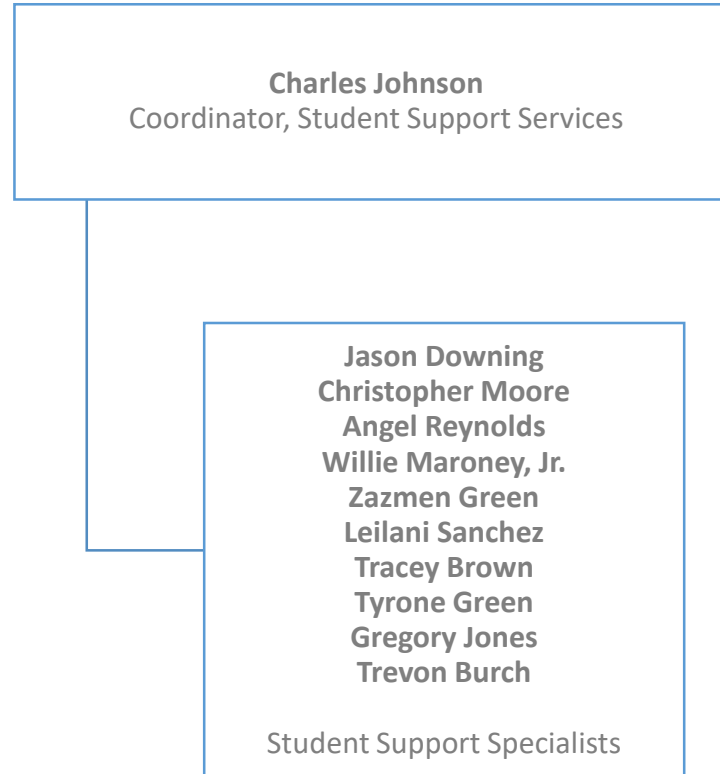 Charles Johnson
Coordinator, Student Support Services
Jason Downing
Christopher Moore
Angel Reynolds
Willie Maroney, Jr.
Zazmen Green
Leilani Sanchez
Tracey Brown
Tyrone Green
Gregory Jones
Trevon Burch
Student Support Specialists